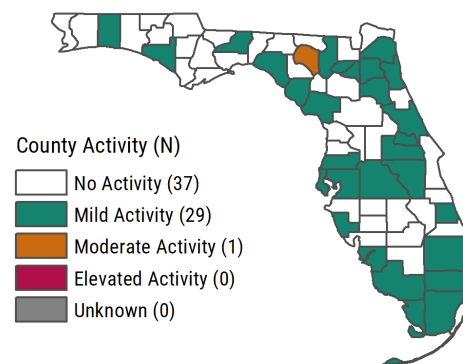 County Activity (N)
No Activity (37)
Mild Activity (29)
Moderate Activity (1)
Elevated Activity (0)
Unknown (0)